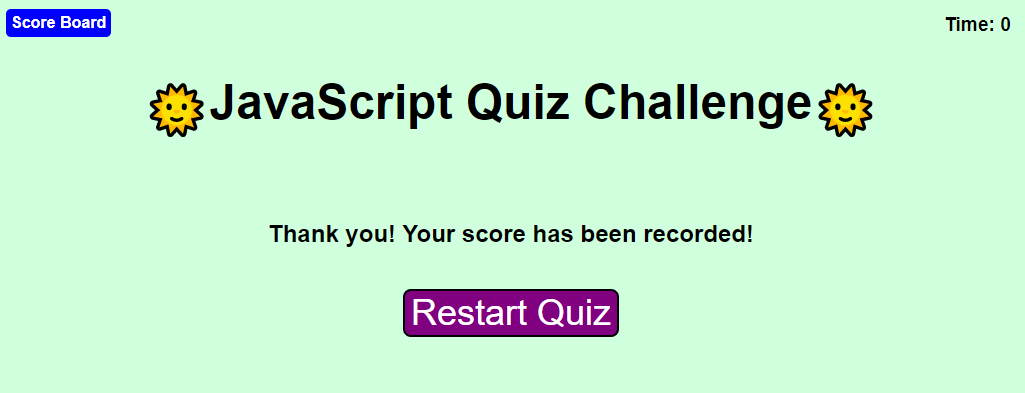 Score Board
Time: 0
JavaScript Quiz Challenge
Thank you! Your score has been recorded!
Restart Quiz